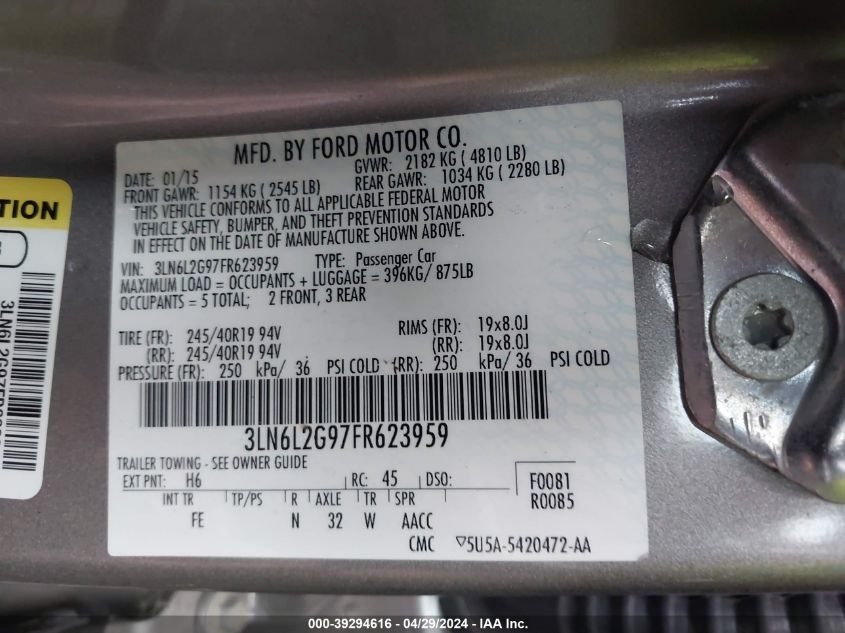 MFD. BY FORD MOTOR CO.
DATE: 01/15 GVWR: 2182 KG ( 4810 LB)
FRONT GAWR: 1154 KG ( 2545 LB) REAR GAWR: 1034 KG ( 2280 LB)
THIS VEHICLE CONFORMS TO ALL APPLICABLE FEDERAL MOTOR
VEHICLE SAFETY, BUMPER, AND THEFT PREVENTION STANDARDS
IN EFFECT ON THE DATE OF MANUFACTURE SHOWN ABOVE.
VIN: 3LN6L2G97FR623959 TYPE: Passenger Car
MAXIMUM LOAD = OCCUPANTS + LUGGAGE = 396KG/ 875LB
OCCUPANTS = 5 TOTAL; 2 FRONT, 3 REAR
TIRE (FR): 245/40R19 94V RIMS (FR): 19x8.0J
(RR): 245/40R19 94V (RR): 19x8.0J
PRESSURE (FR): 250 kPa/ 36 PSI COLD (RR): 250 kPa/ 36 PSI COLD
3LN6L2G97FR623959
TRAILER TOWING - SEE OWNER GUIDE
EXT PNT: H6 RC: 45 DSO: F0081
R0085
INT TR TP/PS R AXLE TR SPR
FE N 32 W AACC
CMC ▽5U5A-5420472-AA
TION
000-39294616 - 04/29/2024 - IAA Inc.